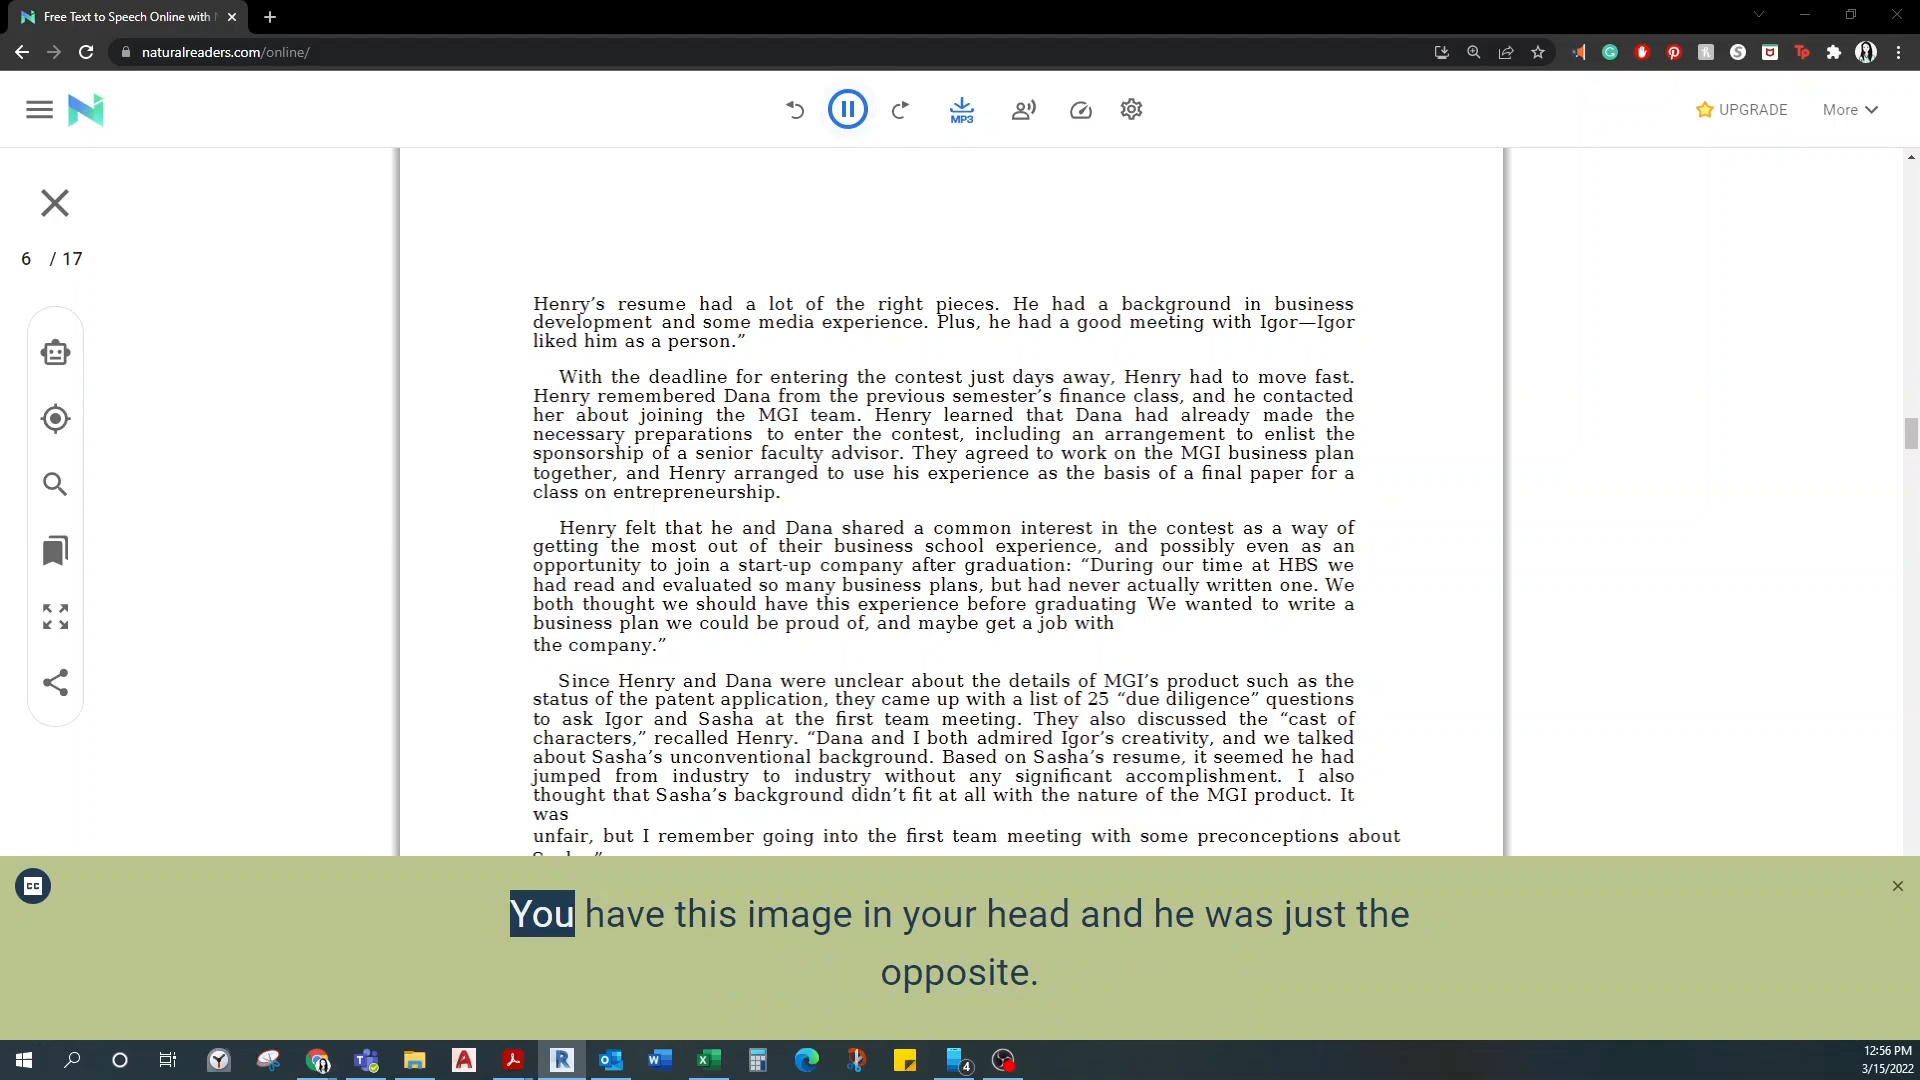 Free Text to Speech Online with
naturalreaders.com/online/
MP3
UPGRADE
More
6 / 17
Henry’s resume had a lot of the right pieces. He had a background in business
development and some media experience. Plus, he had a good meeting with Igor—Igor
liked him as a person.”
With the deadline for entering the contest just days away, Henry had to move fast.
Henry remembered Dana from the previous semester’s finance class, and he contacted
her about joining the MGI team. Henry learned that Dana had already made the
necessary preparations to enter the contest, including an arrangement to enlist the
sponsorship of a senior faculty advisor. They agreed to work on the MGI business plan
together, and Henry arranged to use his experience as the basis of a final paper for a
class on entrepreneurship.
Henry felt that he and Dana shared a common interest in the contest as a way of
getting the most out of their business school experience, and possibly even as an
opportunity to join a start-up company after graduation: “During our time at HBS we
had read and evaluated so many business plans, but had never actually written one. We
both thought we should have this experience before graduating We wanted to write a
business plan we could be proud of, and maybe get a job with
the company.”
Since Henry and Dana were unclear about the details of MGI’s product such as the
status of the patent application, they came up with a list of 25 “due diligence” questions
to ask Igor and Sasha at the first team meeting. They also discussed the “cast of
characters,” recalled Henry. “Dana and I both admired Igor’s creativity, and we talked
about Sasha’s unconventional background. Based on Sasha’s resume, it seemed he had
jumped from industry to industry without any significant accomplishment. I also
thought that Sasha’s background didn’t fit at all with the nature of the MGI product. It
was
unfair, but I remember going into the first team meeting with some preconceptions about
CC
You have this image in your head and he was just the
opposite.
4
12:56 PM
3/15/2022